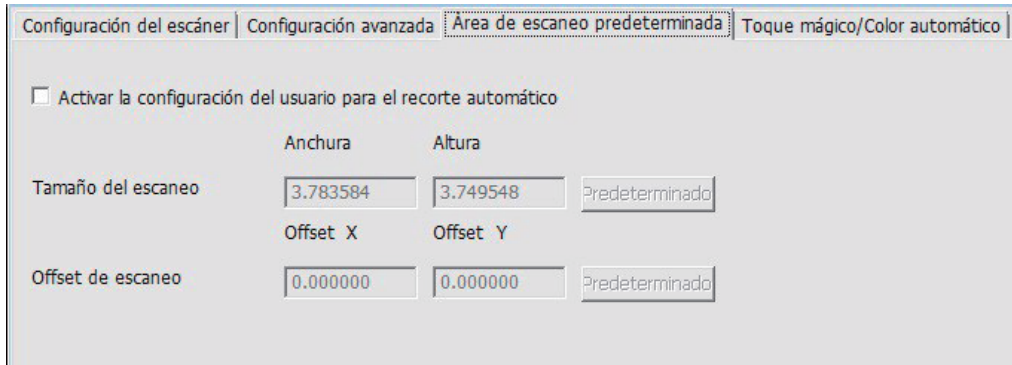 Configuración del escáner Configuración avanzada Área de escaneo predeterminada Toque mágico/Color automático
Activar la configuración del usuario para el recorte automático
Anchura Altura
Tamaño del escaneo 3.783584 3.749548 Predeterminado
Offset X Offset Y
Offset de escaneo 0.000000 0.000000 Predeterminado